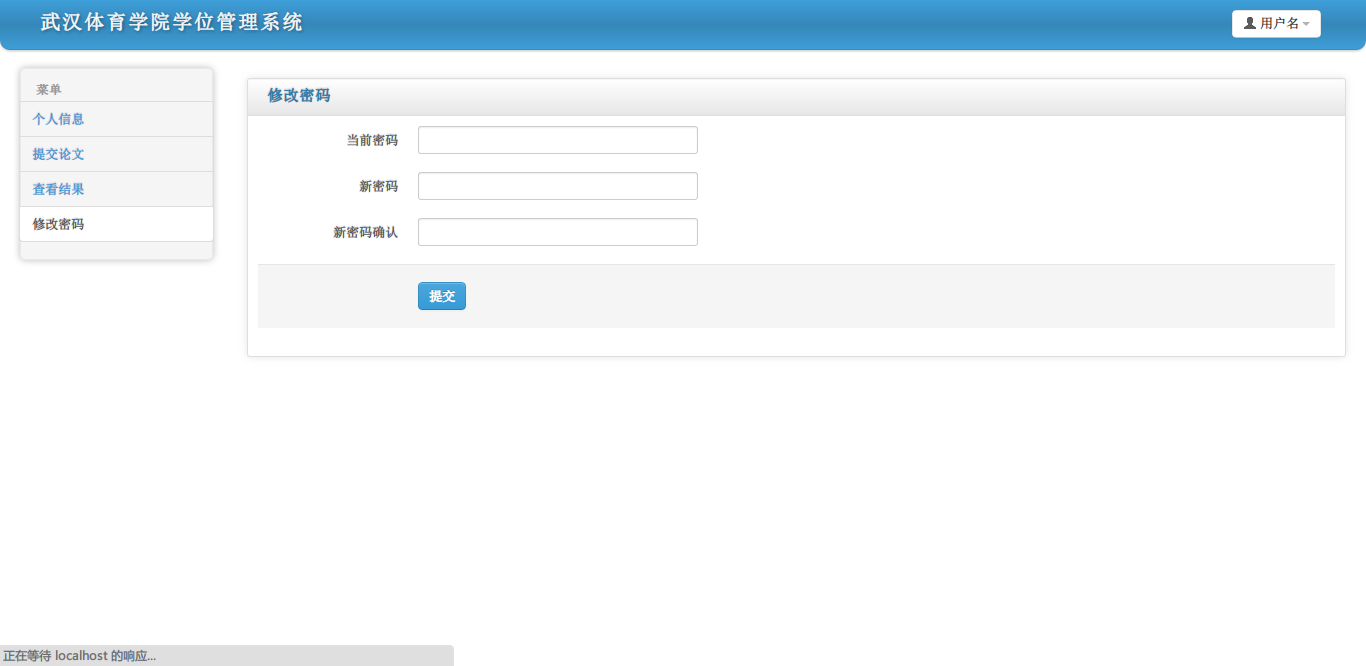 武汉体育学院学位管理系统
用户名
菜单
个人信息
提交论文
查看结果
修改密码
修改密码
当前密码
新密码
新密码确认
提交
正在等待 localhost 的响应...